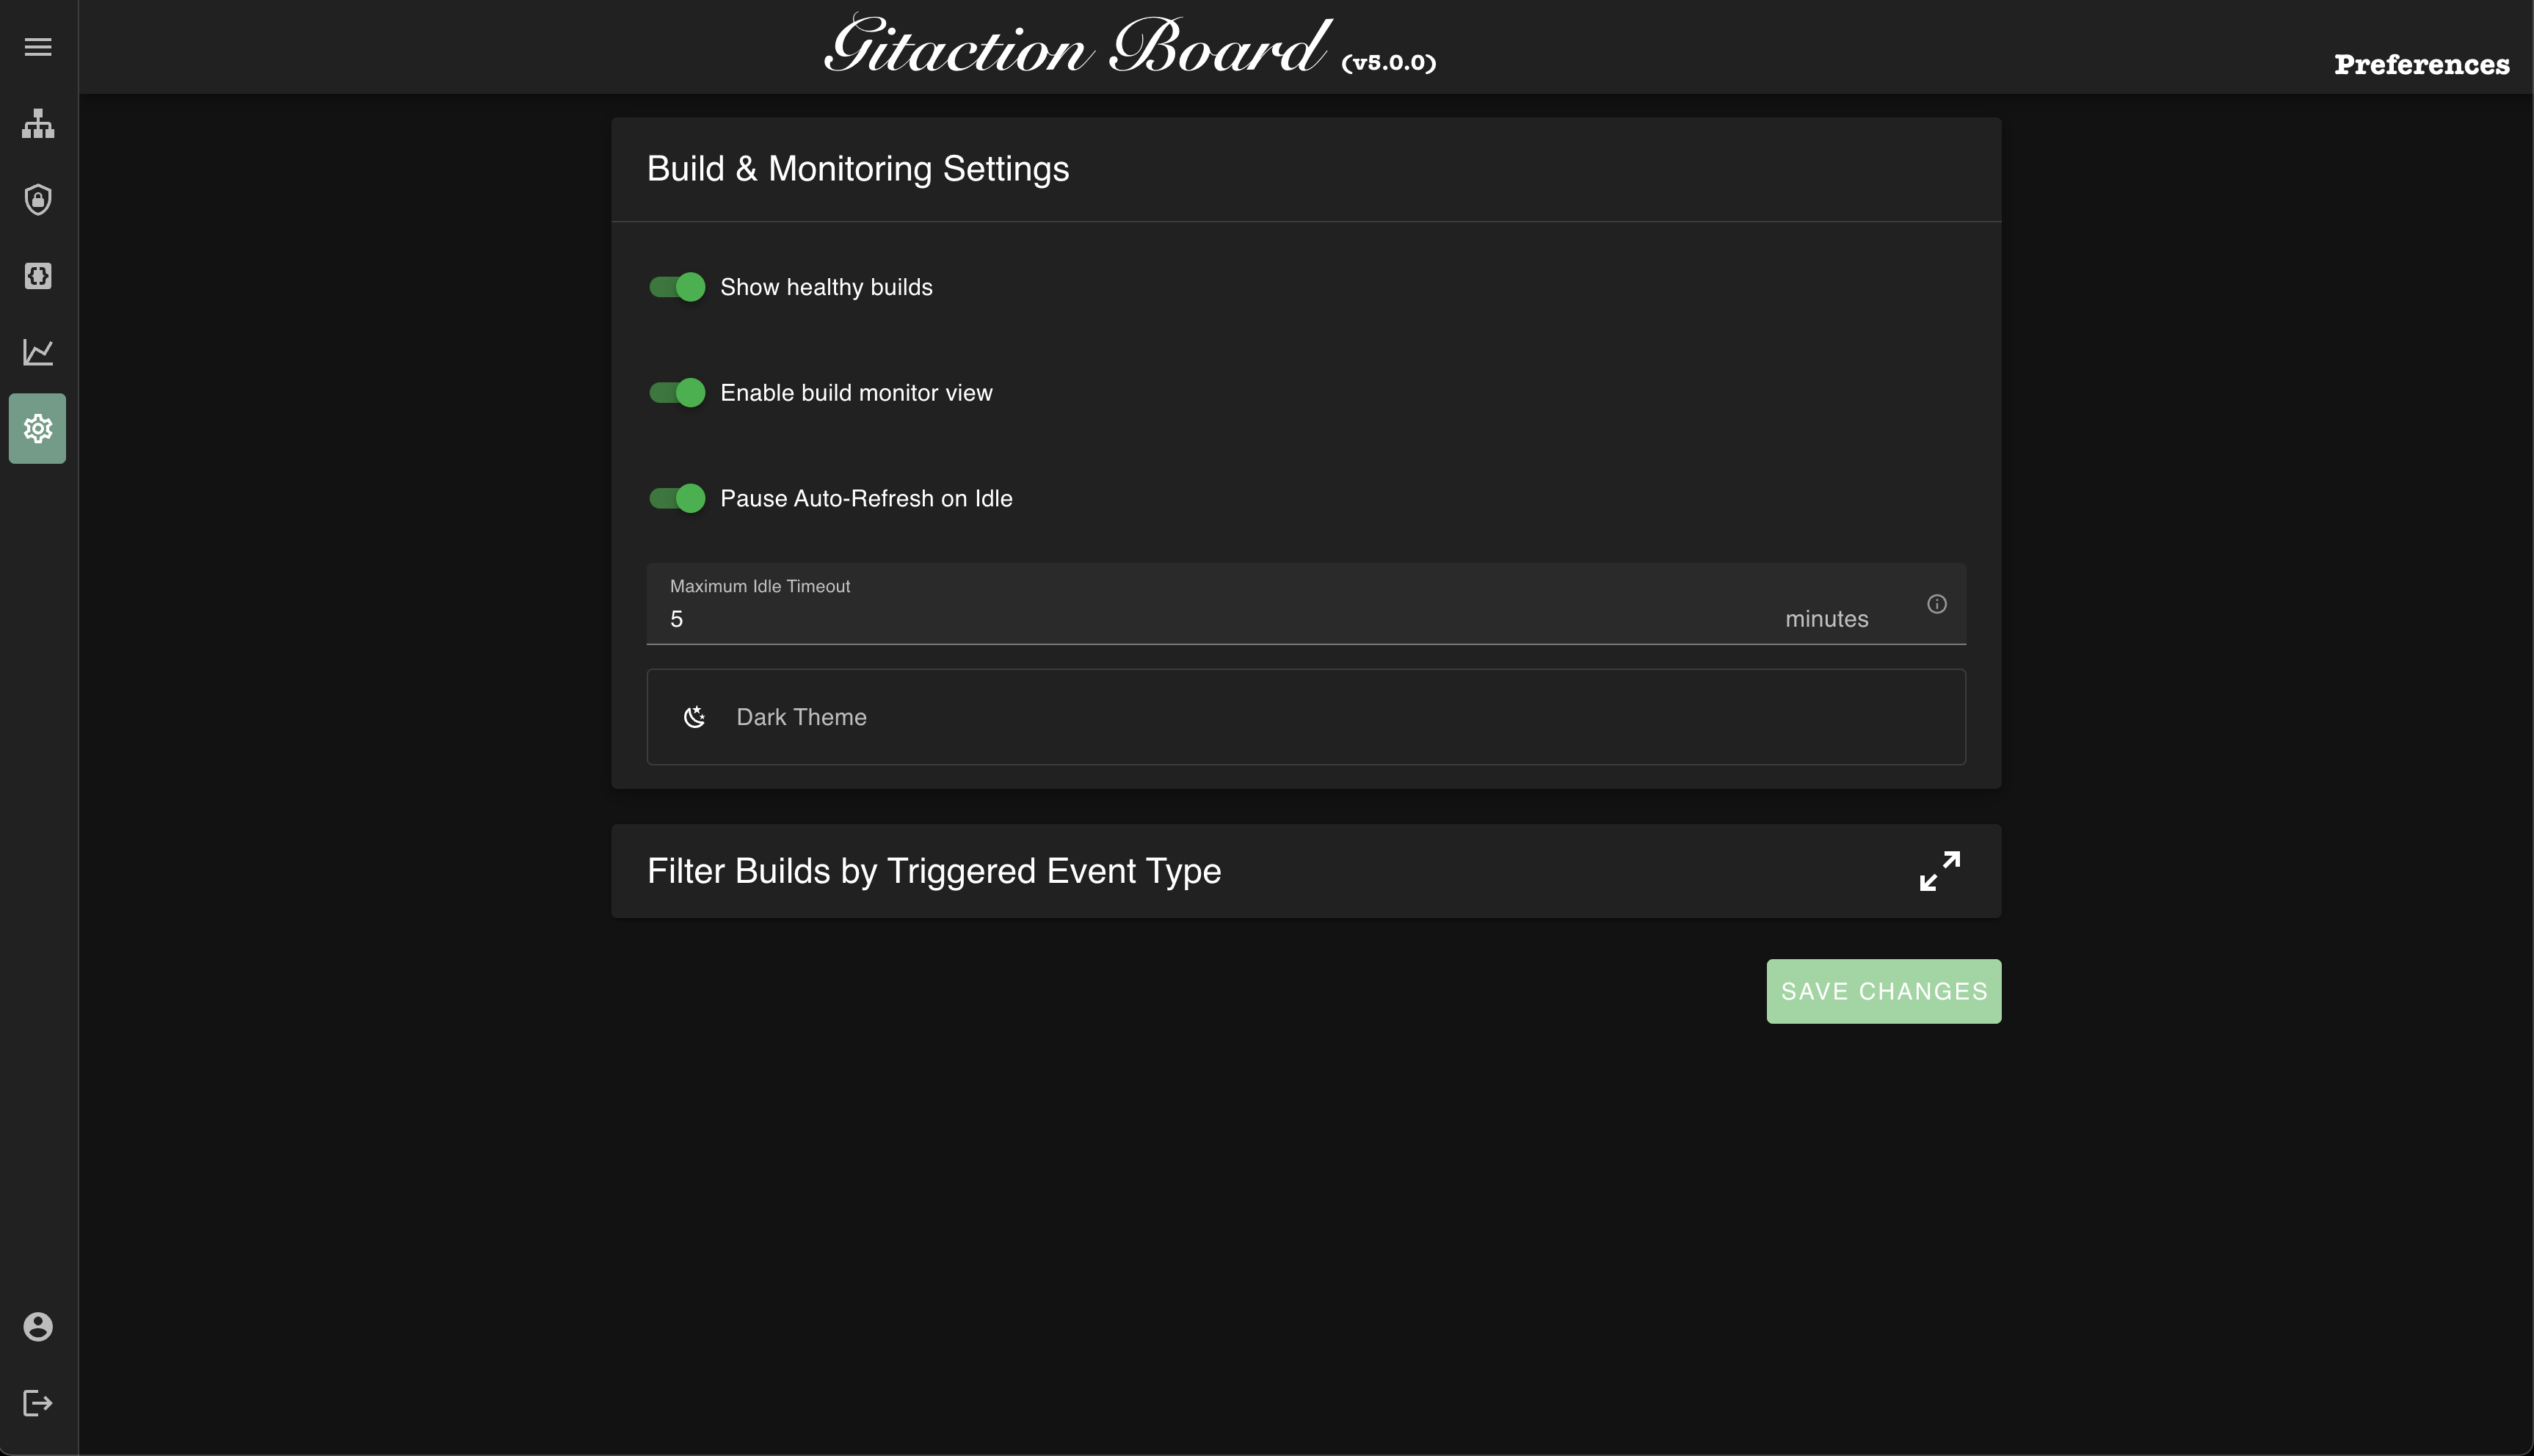 Gitaction Board (v5.0.0)
Preferences
Build & Monitoring Settings
Show healthy builds
Enable build monitor view
Pause Auto-Refresh on Idle
Maximum Idle Timeout
5 minutes
Dark Theme
Filter Builds by Triggered Event Type
SAVE CHANGES